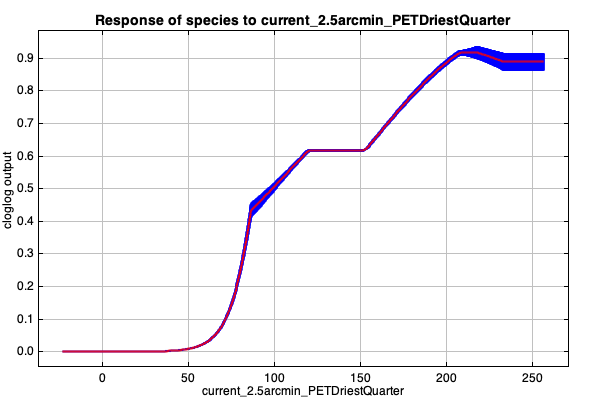 Response of species to current_2.5arcmin_PETDriestQuarter
0.9
0.8
0.7
0.6
0.5
0.4
0.3
0.2
0.1
0.0
cloglog output
0 50 100 150 200 250
current_2.5arcmin_PETDriestQuarter